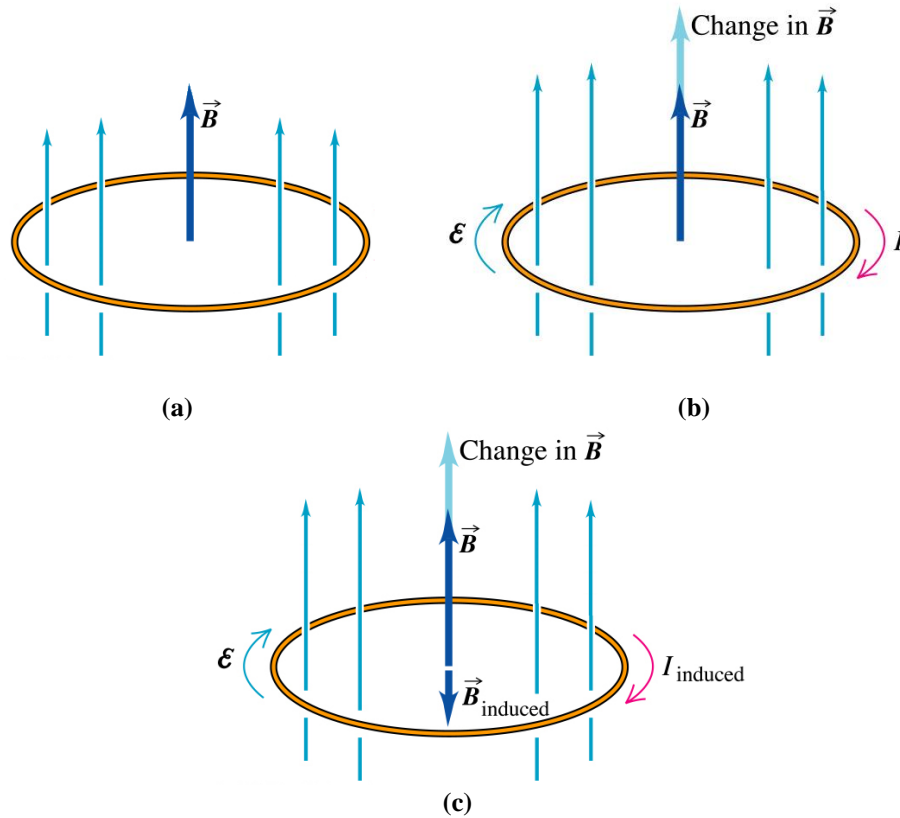 Change in B⃗
B⃗
B⃗
ℰ
I
(a)
(b)
Change in B⃗
B⃗
ℰ
I induced
B⃗ induced
(c)